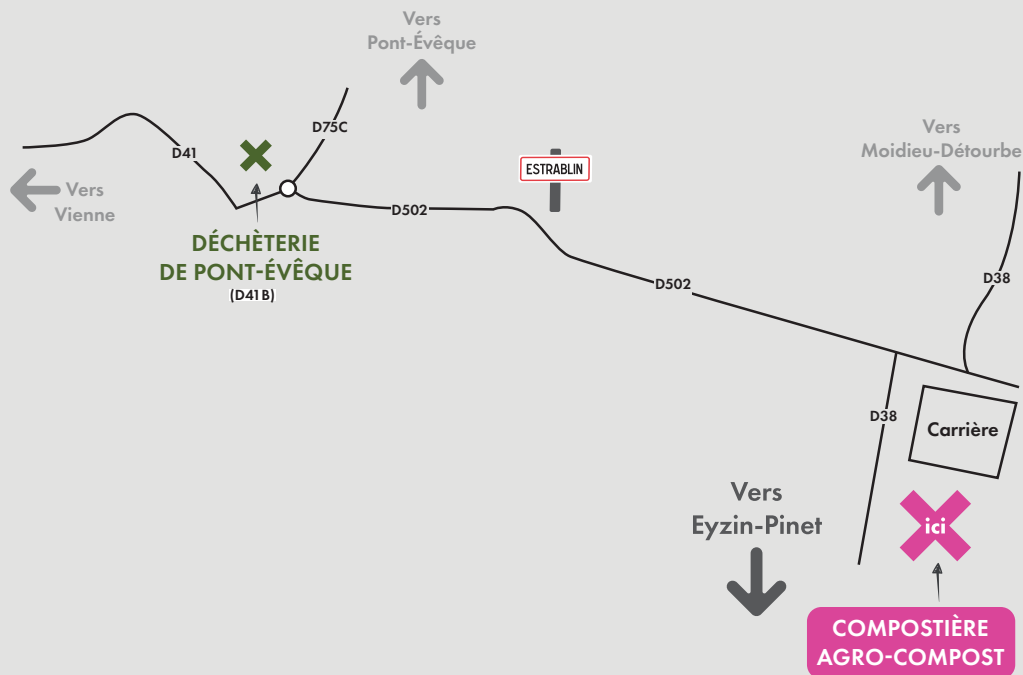 Vers
Pont-Évêque
D75C
D41
Vers
Moidieu-Détourbe
ESTRABLIN
Vers
Vienne
D502
DÉCHÈTERIE
DE PONT-ÉVÊQUE
(D41B)
D502
D38
D38
Carrière
Vers
Eyzin-Pinet
ici
COMPOSTIÈRE
AGRO-COMPOST